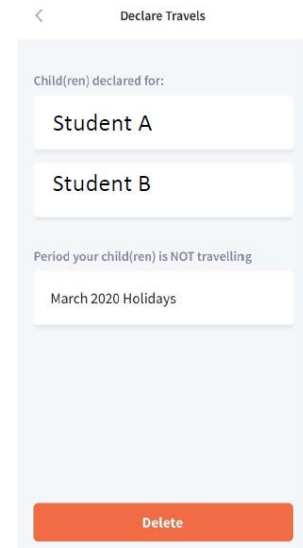 Declare Travels
Child(ren) declared for:
Student A
Student B
Period your child(ren) is NOT travelling
March 2020 Holidays
Delete